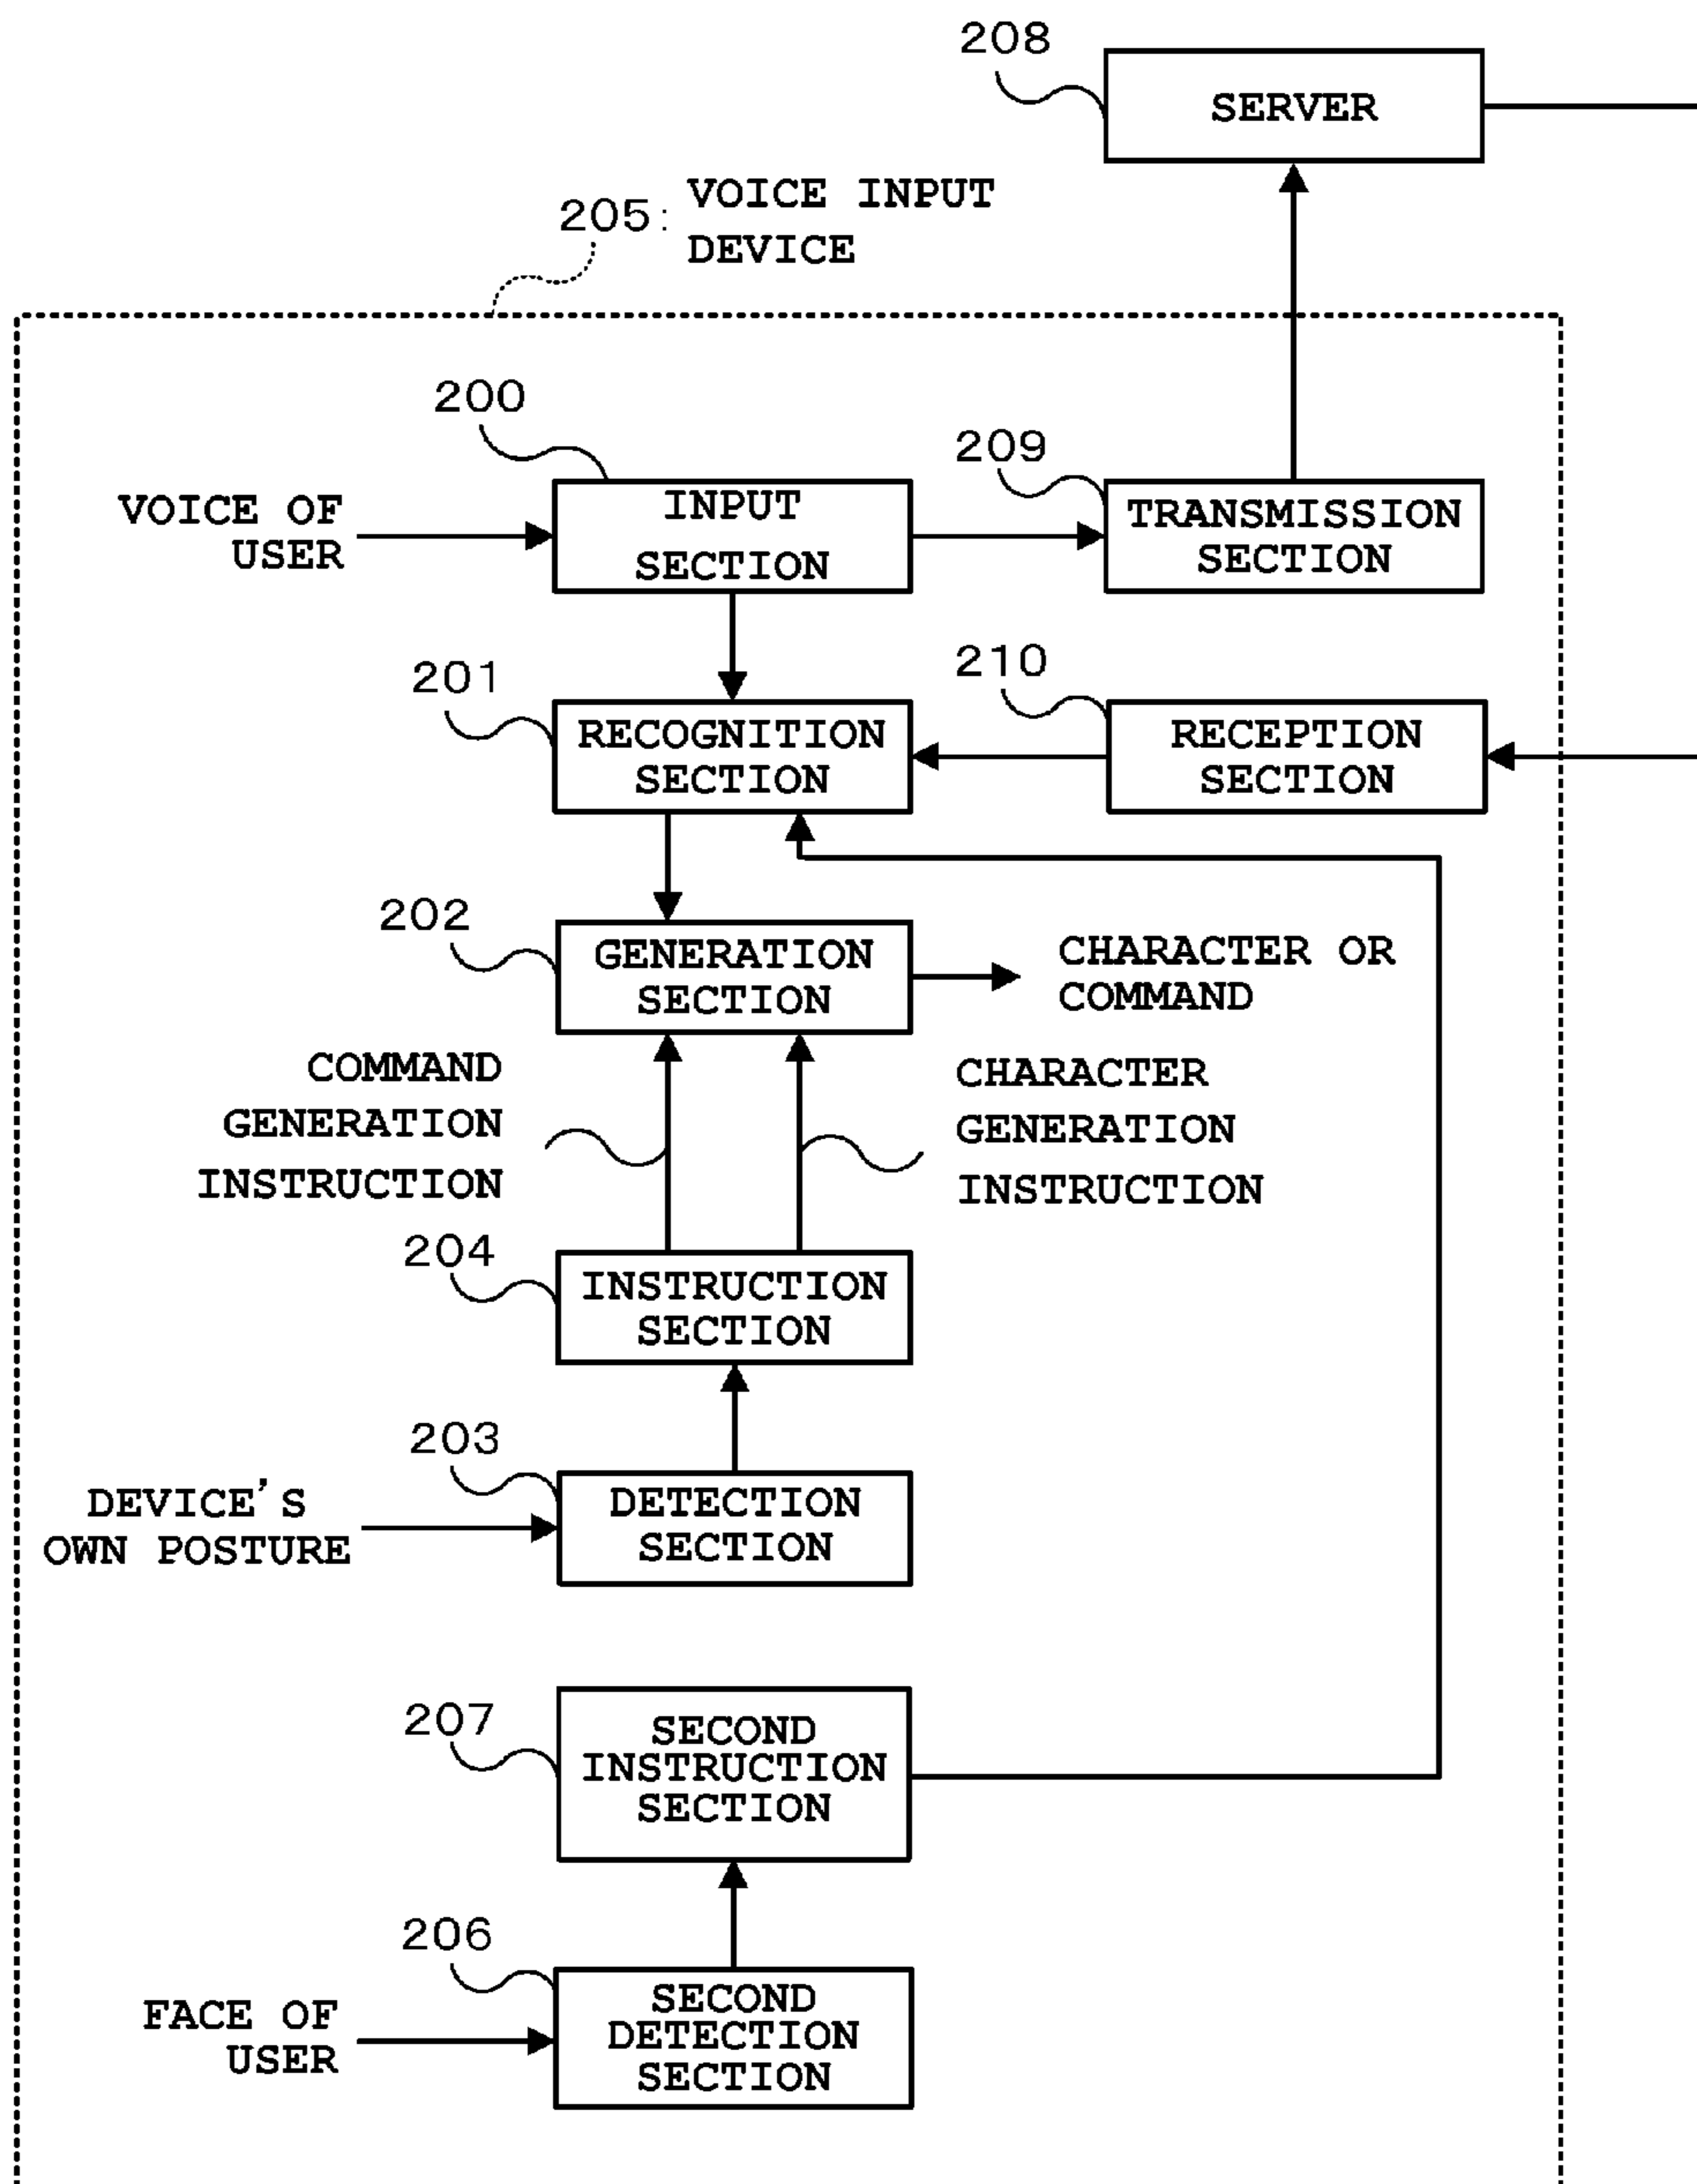 208
SERVER
205:
VOICE INPUT
DEVICE
200
209
VOICE OF
USER
INPUT
SECTION
TRANSMISSION
SECTION
201
210
RECOGNITION
SECTION
RECEPTION
SECTION
202
GENERATION
SECTION
CHARACTER OR
COMMAND
COMMAND
GENERATION
INSTRUCTION
CHARACTER
GENERATION
INSTRUCTION
204
INSTRUCTION
SECTION
203
DEVICE'S
OWN POSTURE
DETECTION
SECTION
207
SECOND
INSTRUCTION
SECTION
206
FACE OF
USER
SECOND
DETECTION
SECTION